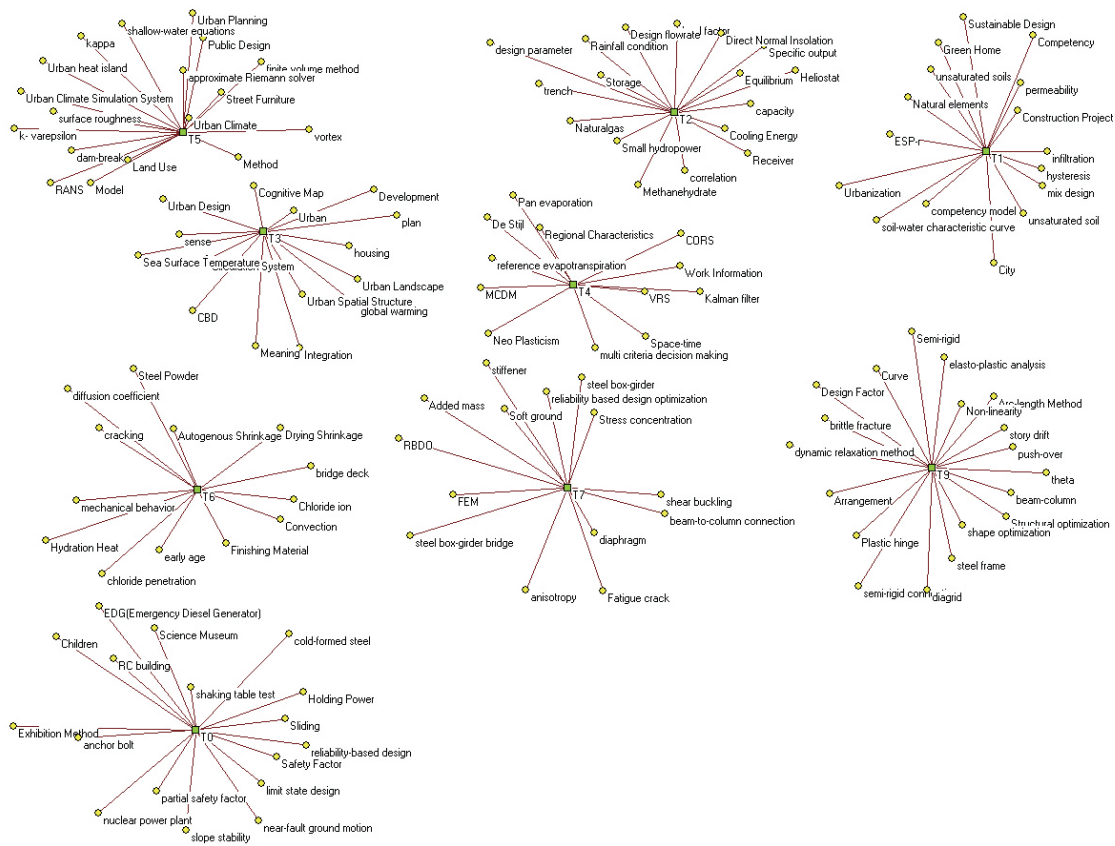 Urban Planning
shallow-water equations
kappa
Public Design
Urban heat island
finite volume method
approximate Riemann solver
Urban Climate Simulation System
Street Furniture
surface roughness
Urban Climate
k- varepsilon
T5
vortex
dam-break
Land Use
Method
RANS
Model
Design flowrate
factor
design parameter
Rainfall condition
Direct Normal Insolation
Specific output
Storage
Equilibrium
Heliostat
trench
capacity
T2
Naturalgas
Cooling Energy
Small hydropower
Receiver
correlation
Methanehydrate
Sustainable Design
Green Home
Competency
unsaturated soils
permeability
Natural elements
Construction Project
ESP-r
T1
infiltration
hysteresis
Urbanization
mix design
competency model
unsaturated soil
soil-water characteristic curve
City
Cognitive Map
Development
Urban Design
Urban
plan
sense
T3
housing
Sea Surface Temperature
System
Urban Landscape
Urban Spatial Structure
global warming
CBD
Meaning
Integration
Pan evaporation
De Stijl
Regional Characteristics
CORS
reference evapotranspiration
Work Information
MCDM
T4
VRS
Kalman filter
Neo Plasticism
Space-time
multi criteria decision making
Steel Powder
diffusion coefficient
cracking
Autogenous Shrinkage
Drying Shrinkage
bridge deck
T6
mechanical behavior
Chloride ion
Convection
Hydration Heat
early age
Finishing Material
chloride penetration
stiffener
steel box-girder
reliability based design optimization
Added mass
Soft ground
Stress concentration
RBDO
FEM
T7
shear buckling
beam-to-column connection
steel box-girder bridge
diaphragm
anisotropy
Fatigue crack
Semi-rigid
elasto-plastic analysis
Curve
Design Factor
Arc-length Method
Non-linearity
brittle fracture
story drift
dynamic relaxation method
push-over
T9
theta
Arrangement
beam-column
Structural optimization
Plastic hinge
shape optimization
steel frame
semi-rigid
diagrid
EDG(Emergency Diesel Generator)
Children
Science Museum
cold-formed steel
RC building
shaking table test
Holding Power
Exhibition Method
Sliding
anchor bolt
T0
reliability-based design
Safety Factor
partial safety factor
limit state design
nuclear power plant
near-fault ground motion
slope stability